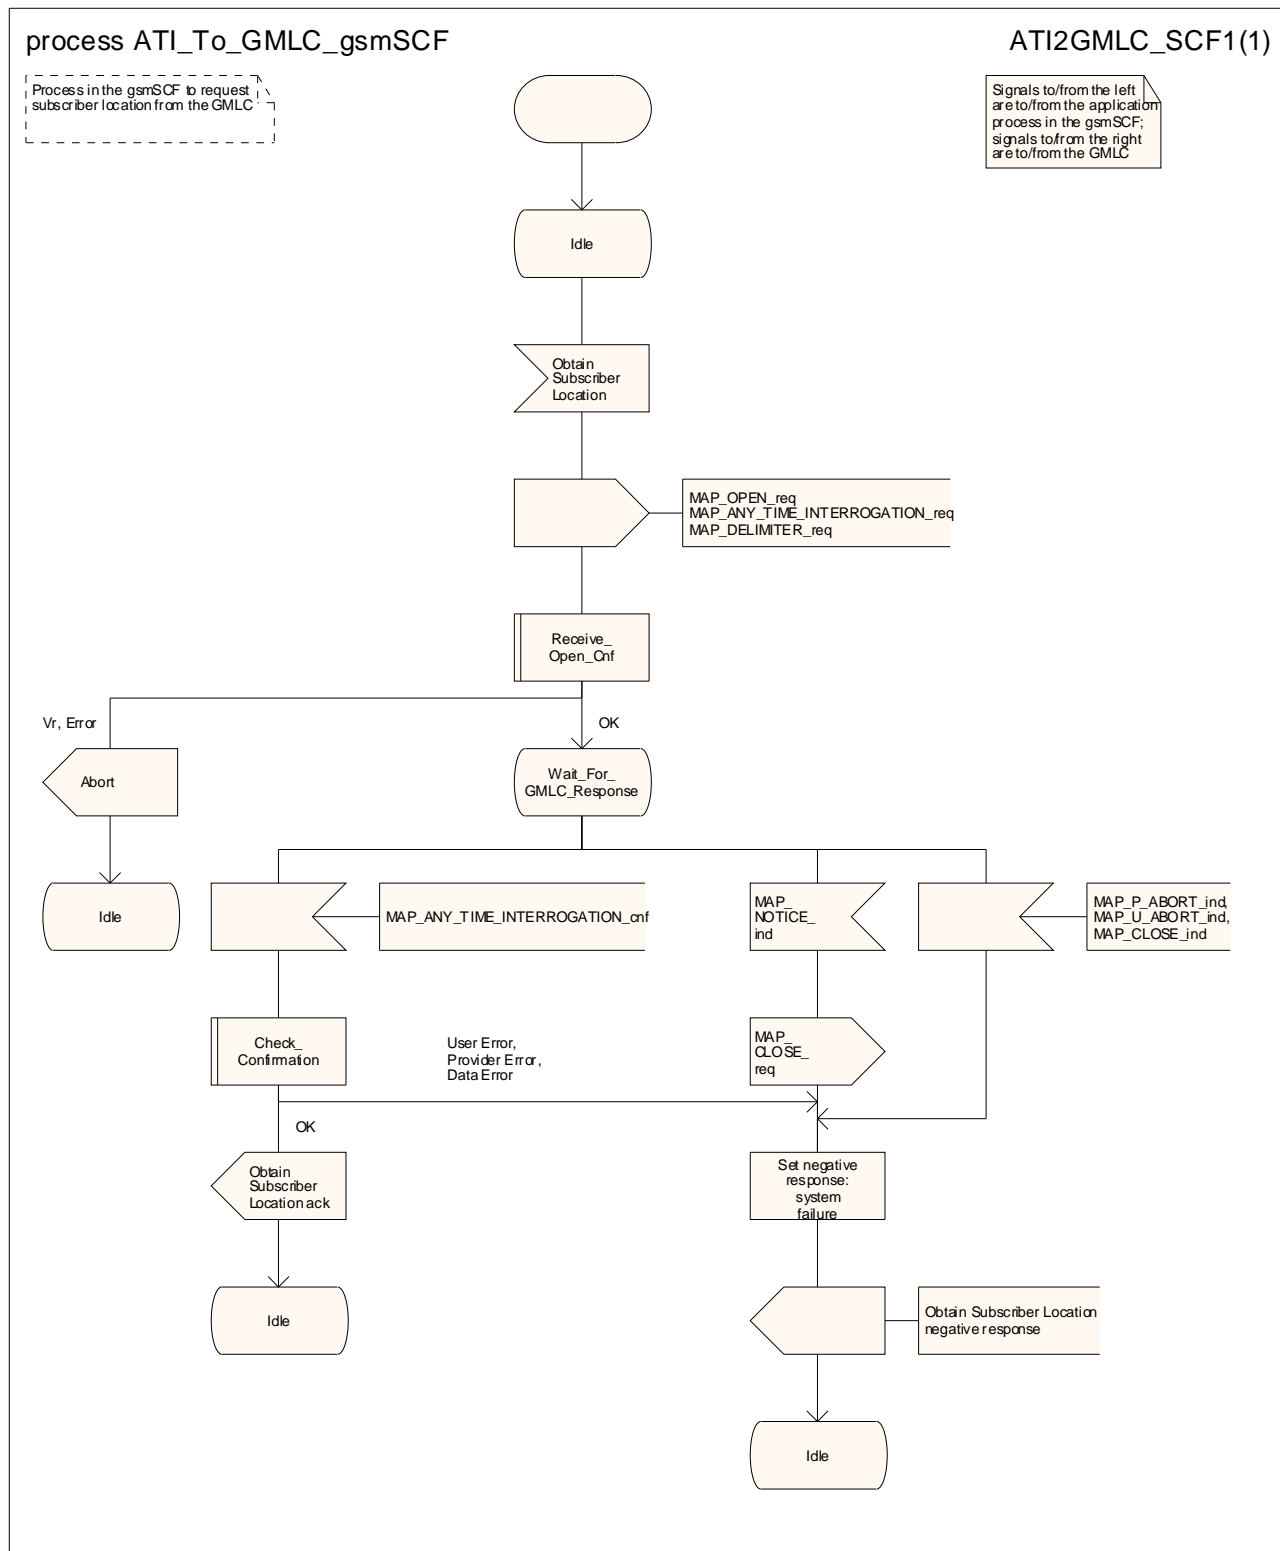 process ATI_To_GMLC_gsmSCF
ATI2GMLC_SCF1(1)
Process in the gsmSCF to request
subscriber location from the GMLC
Signals to/from the left
are to/from the application
process in the gsmSCF;
signals to/from the right
are to/from the GMLC
Idle
Obtain
Subscriber
Location
MAP_OPEN_req
MAP_ANY_TIME_INTERROGATION_req
MAP_DELIMITER_req
Receive_
Open_Cnf
Vr, Error
OK
Abort
Wait_For_
GMLC_Response
Idle
MAP_ANY_TIME_INTERROGATION_cnf
MAP_
NOTICE_
ind
MAP_P_ABORT_ind,
MAP_U_ABORT_ind,
MAP_CLOSE_ind
Check_
Confirmation
User Error,
Provider Error,
Data Error
MAP_
CLOSE_
req
OK
Obtain
Subscriber
Location ack
Set negative
response:
system
failure
Idle
Obtain Subscriber Location
negative response
Idle